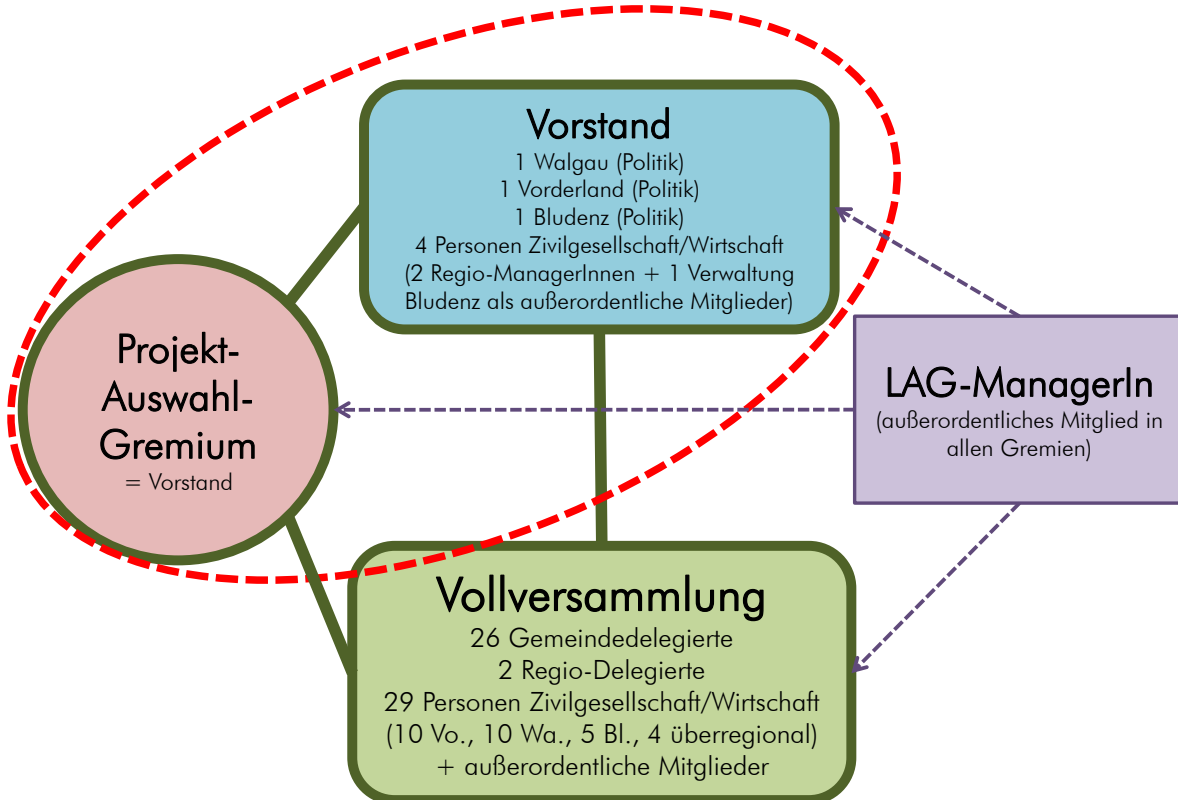 Vorstand
1 Walgau (Politik)
1 Vorderland (Politik)
1 Bludenz (Politik)
4 Personen Zivilgesellschaft/Wirtschaft
(2 Regio-ManagerInnen + 1 Verwaltung
Bludenz als außerordentliche Mitglieder)
Projekt-
Auswahl-
Gremium
= Vorstand
LAG-ManagerIn
(außerordentliches Mitglied in
allen Gremien)
Vollversammlung
26 Gemeindedelegierte
2 Regio-Delegierte
29 Personen Zivilgesellschaft/Wirtschaft
(10 Vo., 10 Wa., 5 Bl., 4 überregional)
+ außerordentliche Mitglieder